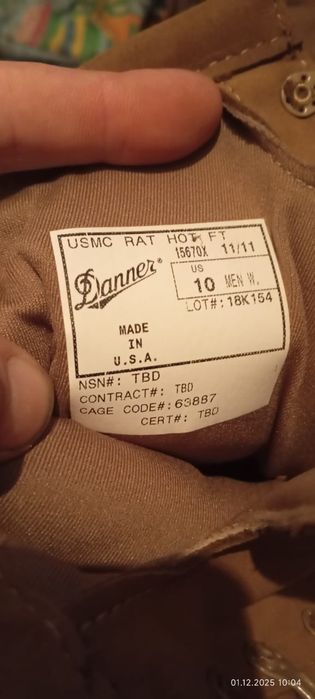 USMC RAT HOT FT
15670X 11/11
Danner®
US
10 MEN W.
LOT#: 18K154
MADE
IN
U.S.A.
NSN#: TBD
CONTRACT#: TBD
CAGE CODE#: 63887
CERT#: TBD
01.12.2025 10:04